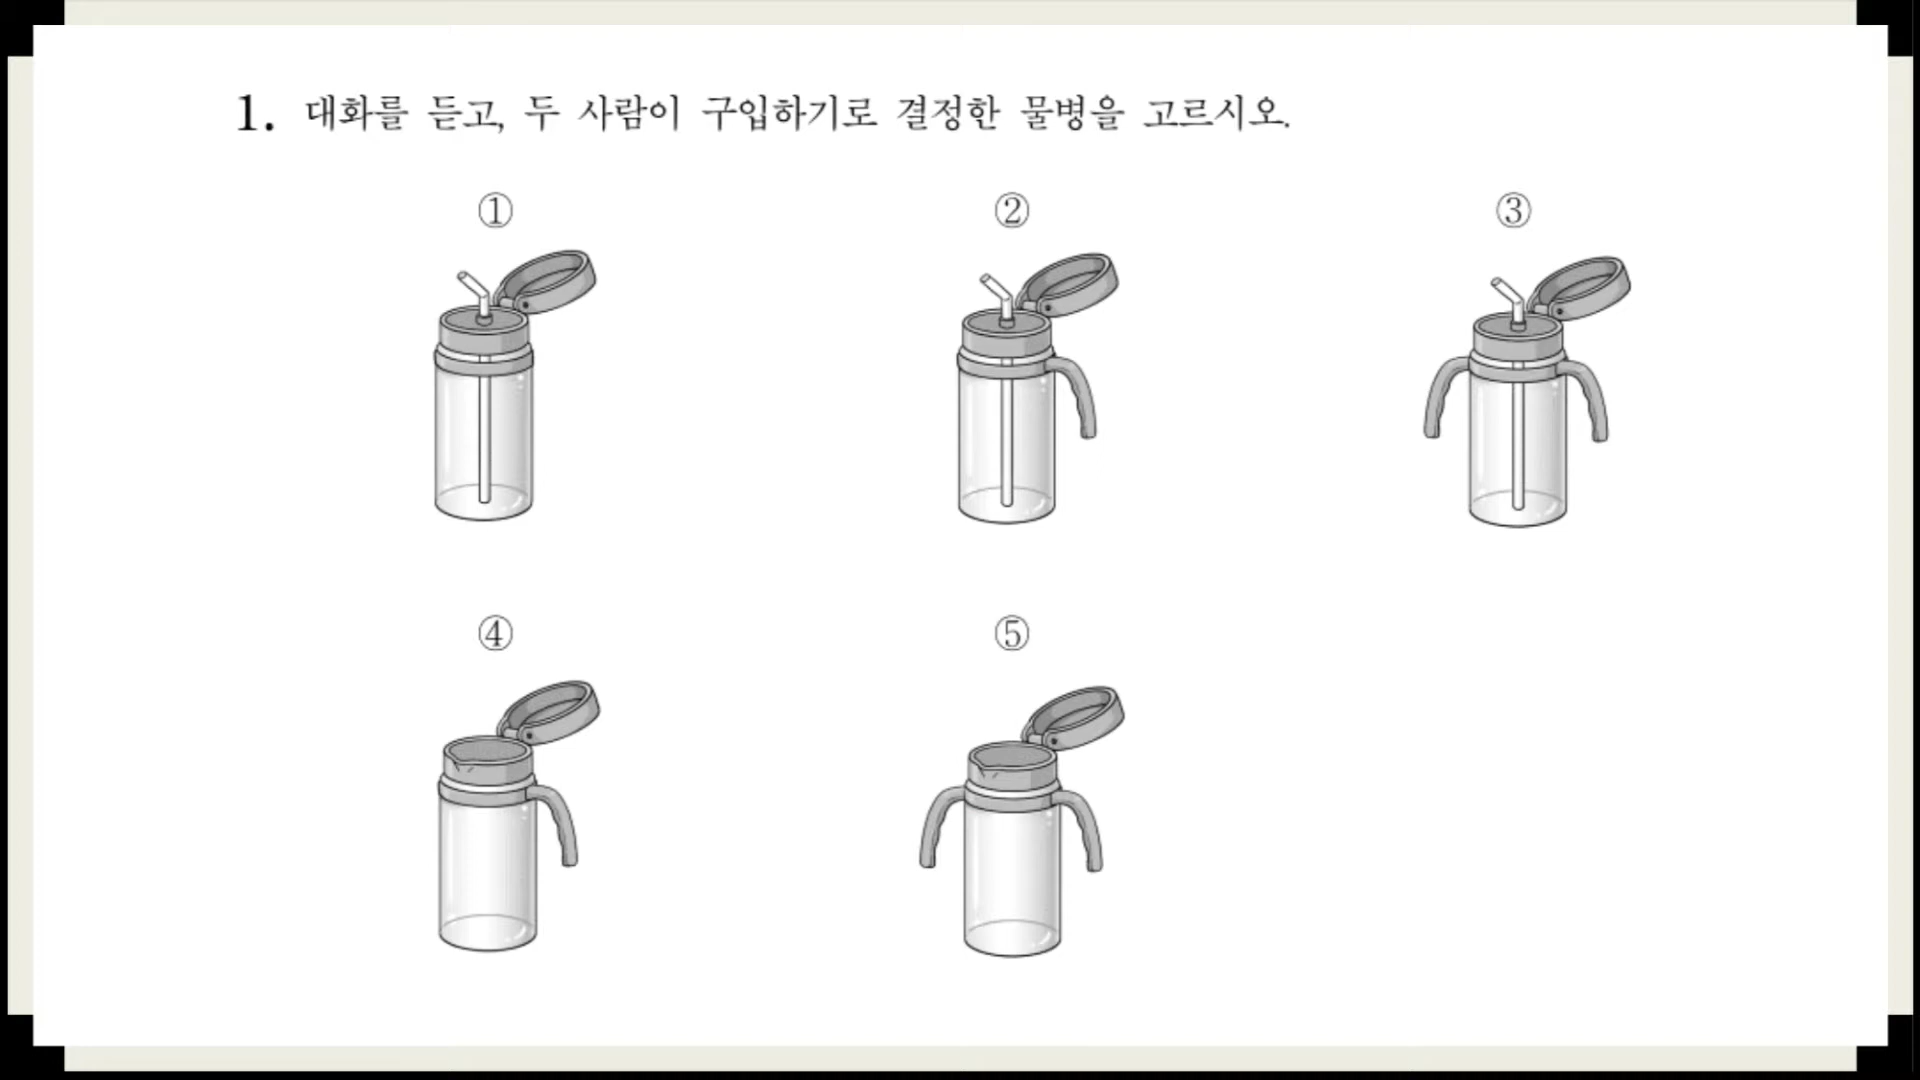 1. 대화를 듣고, 두 사람이 구입하기로 결정한 물병을 고르시오.
① ② ③
④ ⑤